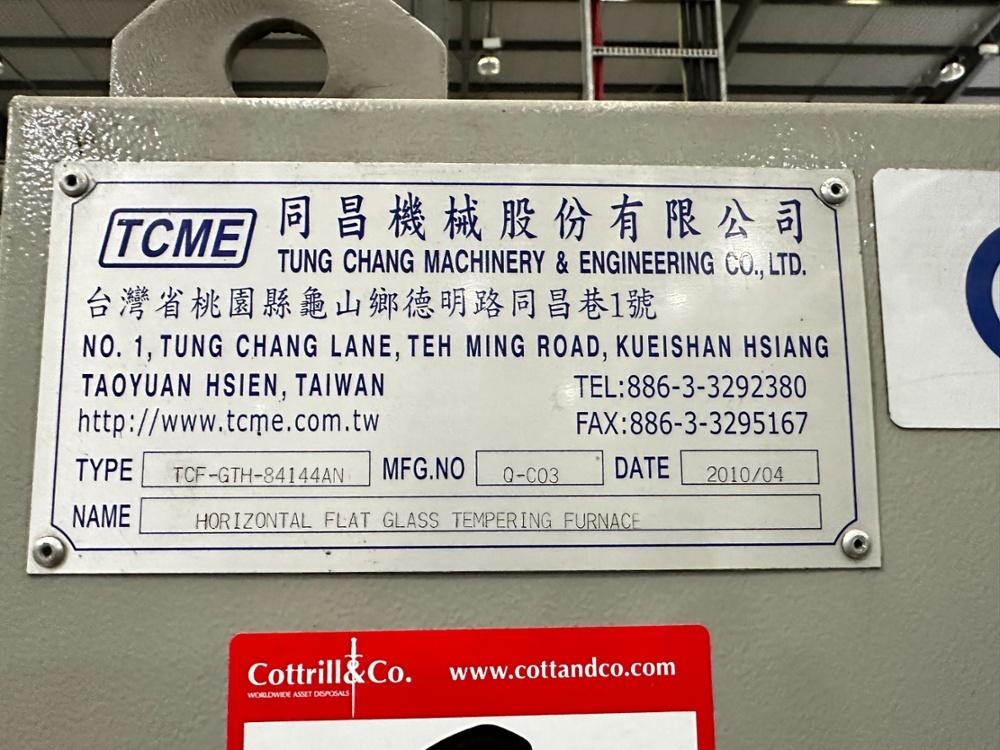 TCME
同昌機械股份有限公司
TUNG CHANG MACHINERY & ENGINEERING CO., LTD.
台灣省桃園縣龜山鄉德明路同昌巷1號
NO. 1, TUNG CHANG LANE, TEH MING ROAD, KUEISHAN HSIANG
TAOYUAN HSIEN, TAIWAN TEL:886-3-3292380
http://www.tcme.com.tw FAX:886-3-3295167
TYPE TCF-GTH-84144AN MFG.NO Q-C03 DATE 2010/04
NAME HORIZONTAL FLAT GLASS TEMPERING FURNACE
Cottrill&Co. www.cottandco.com
WORLDWIDE ASSET DISPOSALS